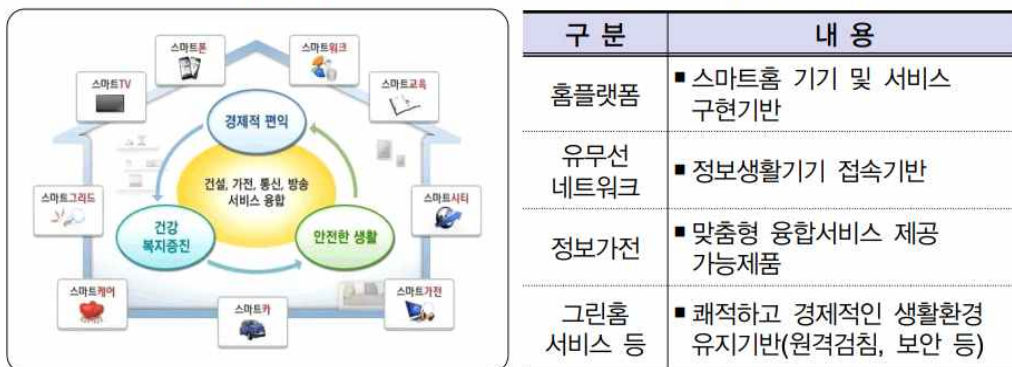 스마트폰
스마트워크
스마트TV
스마트교육
경제적 편익
건설, 가전, 통신, 방송
서비스 융합
스마트그리드
스마트시티
건강
복지증진
안전한 생활
스마트케어
스마트카
스마트가전
구 분 내 용
홈플랫폼 ▪ 스마트홈 기기 및 서비스
구현기반
유무선
네트워크 ▪ 정보생활기기 접속기반
정보가전 ▪ 맞춤형 융합서비스 제공
가능제품
그린홈 ▪ 쾌적하고 경제적인 생활환경
서비스 등 유지기반(원격검침, 보안 등)